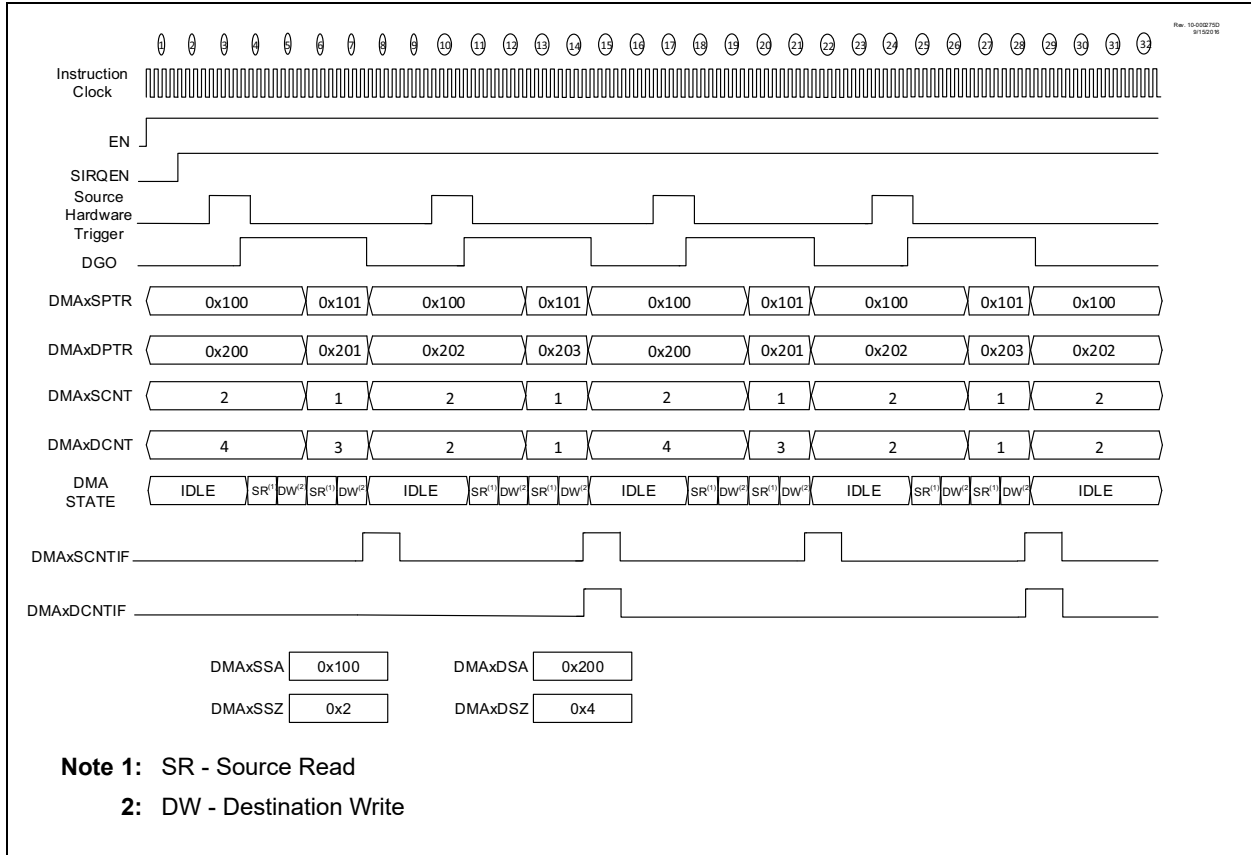 Rev. 10-000275D
9/15/2016
1 2 3 4 5 6 7 8 9 10 11 12 13 14 15 16 17 18 19 20 21 22 23 24 25 26 27 28 29 30 31 32
Instruction
Clock
EN
SIRQEN
Source
Hardware
Trigger
DGO
DMAxSPTR 0x100 0x101 0x100 0x101 0x100 0x101 0x100 0x101 0x100
DMAxDPTR 0x200 0x201 0x202 0x203 0x200 0x201 0x202 0x203 0x202
DMAxSCNT 2 1 2 1 2 1 2 1 2
DMAxDCNT 4 3 2 1 4 3 2 1 2
DMA
STATE
IDLE SR(1) DW(2) SR(1) DW(2) IDLE SR(1) DW(2) SR(1) DW(2) IDLE SR(1) DW(2) SR(1) DW(2) IDLE SR(1) DW(2) SR(1) DW(2) IDLE
DMAxSCNTIF
DMAxDCNTIF
DMAxSSA 0x100 DMAxDSA 0x200
DMAxSSZ 0x2 DMAxDSZ 0x4
Note 1: SR - Source Read
2: DW - Destination Write